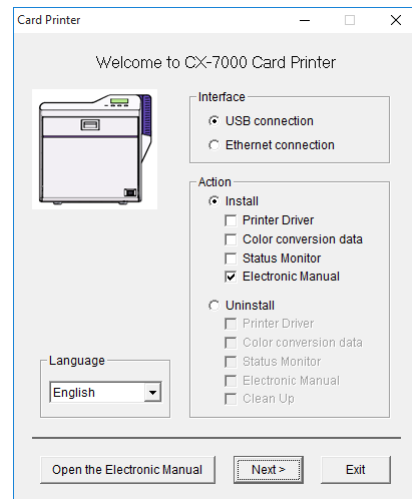 Card Printer
Welcome to CX-7000 Card Printer
Interface
USB connection
Ethernet connection
Action
Install
Printer Driver
Color conversion data
Status Monitor
Electronic Manual
Uninstall
Printer Driver
Color conversion data
Status Monitor
Electronic Manual
Clean Up
Language
English
Open the Electronic Manual
Next >
Exit